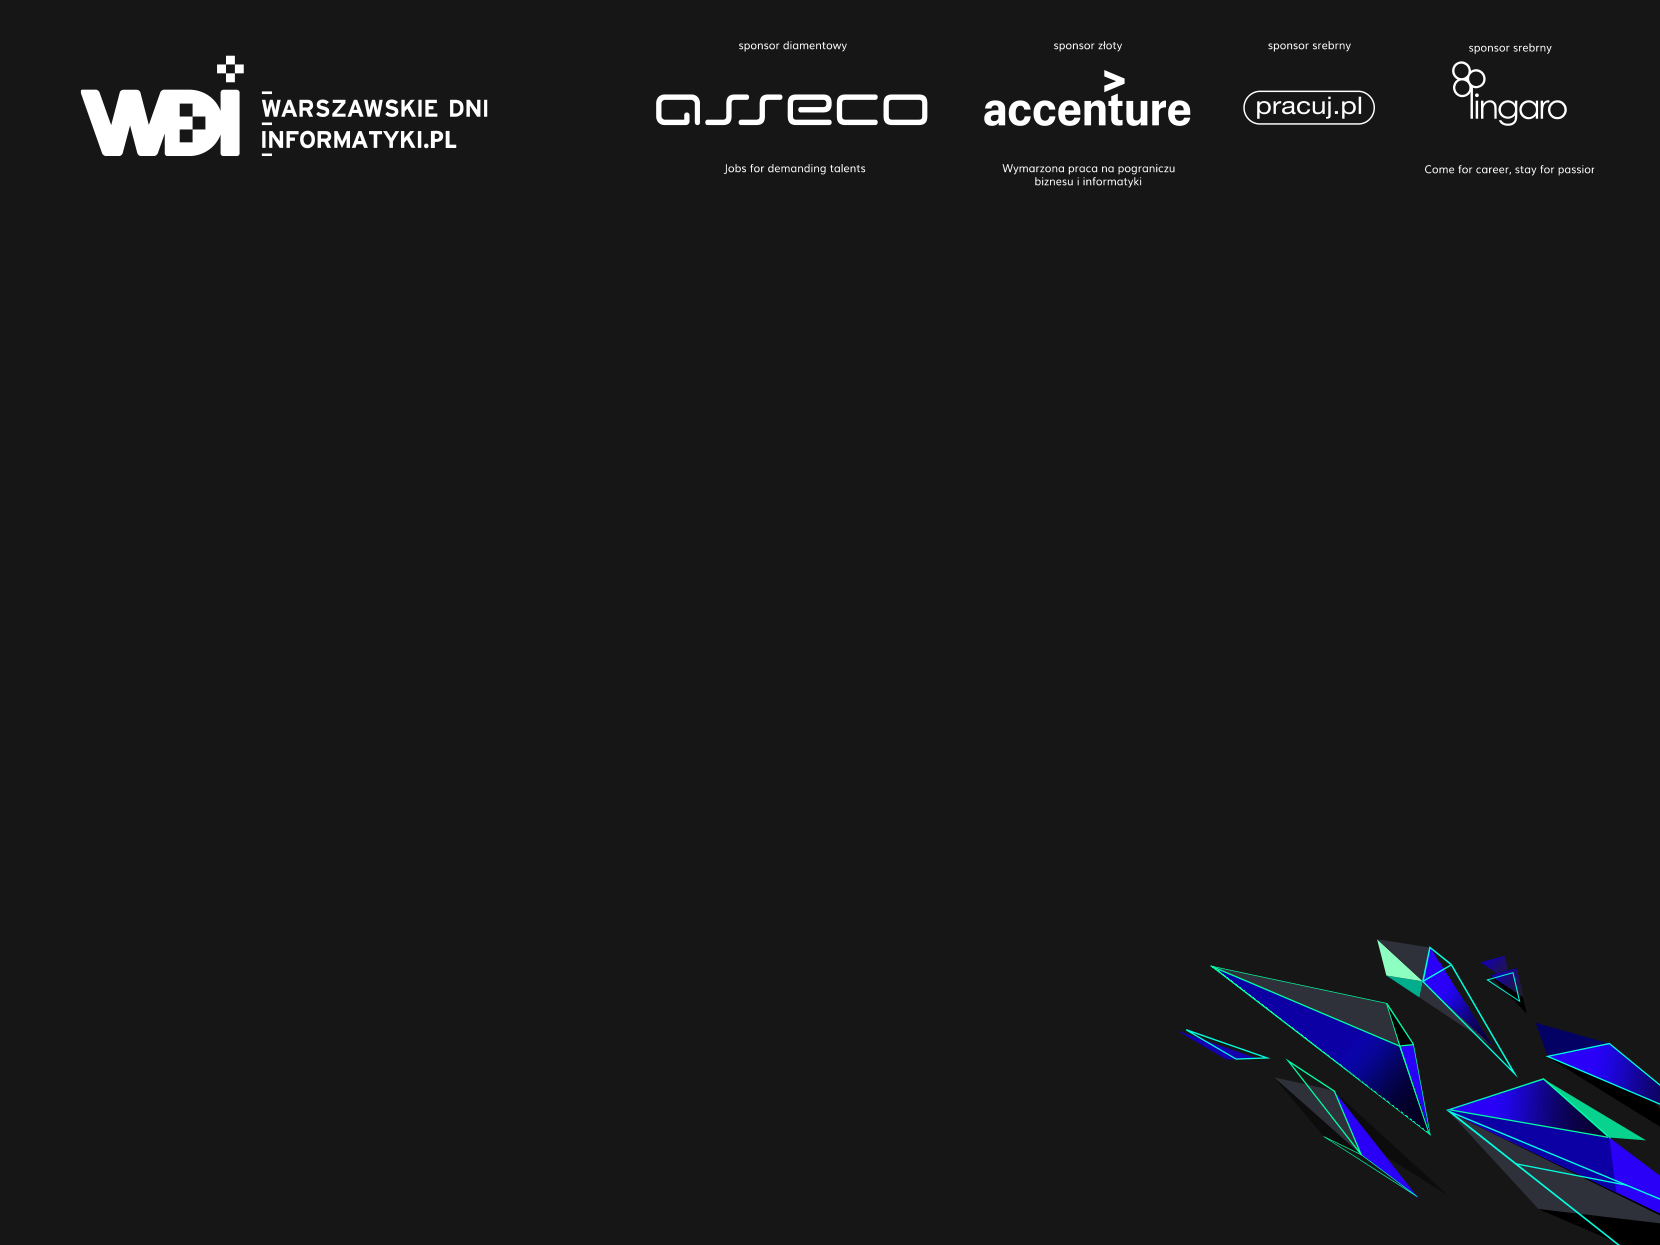 WDI
WARSZAWSKIE DNI
INFORMATYKI.PL
sponsor diamentowy
asseco
Jobs for demanding talents
sponsor złoty
>
accenture
Wymarzona praca na pograniczu
biznesu i informatyki
sponsor srebrny
pracuj.pl
sponsor srebrny
lingaro
Come for career, stay for passior